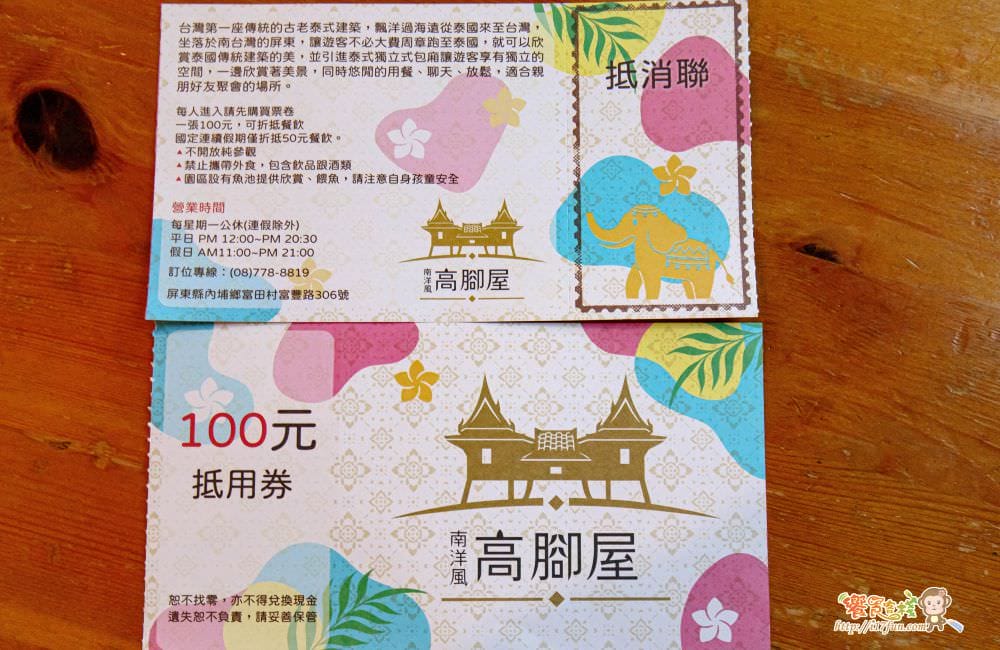 台灣第一座傳統的古老泰式建築，飄洋過海遠從泰國來至台灣，
坐落於南台灣的屏東，讓遊客不必大費周章跑至泰國，就可以欣
賞泰國傳統建築的美，並引進泰式獨立式包廂讓遊客享有獨立的
空間，一邊欣賞著美景，同時悠閒的用餐、聊天、放鬆，適合親
朋好友聚會的場所。
每人進入請先購買票卷
一張100元，可折抵餐飲
國定連續假期僅折抵50元餐飲。
▲不開放純參觀
▲禁止攜帶外食，包含飲品跟酒類
▲園區設有魚池提供欣賞、餵魚，請注意自身孩童安全
營業時間
每星期一公休(連假除外)
平日 PM 12:00~PM 20:30
假日 AM11:00~PM 21:00
訂位專線：(08)778-8819
屏東縣內埔鄉富田村富豐路306號
南洋風 高腳屋
抵消聯
100元
抵用券
恕不找零，亦不得兌換現金
遺失恕不負責，請妥善保管
南洋風 高腳屋
饗宴食樂
http://i17fun.com/